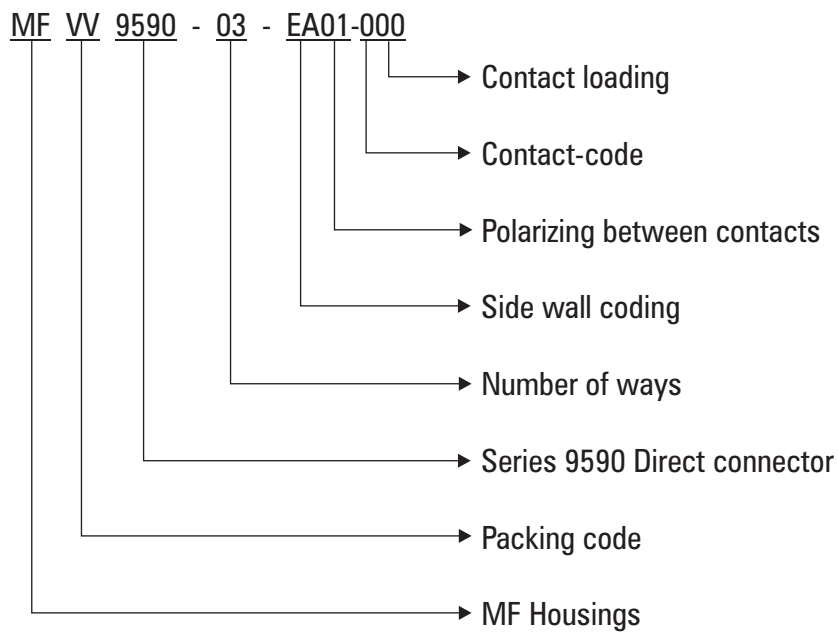 MF VV 9590 - 03 - EA01-000
Contact loading
Contact-code
Polarizing between contacts
Side wall coding
Number of ways
Series 9590 Direct connector
Packing code
MF Housings